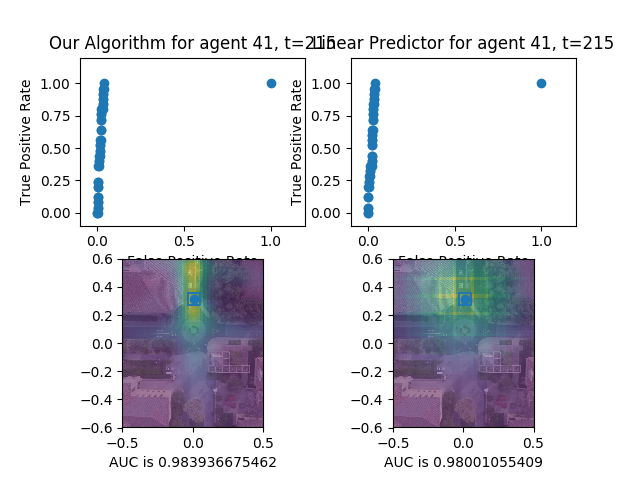 Our Algorithm for agent 41, t=215
Linear Predictor for agent 41, t=215
True Positive Rate
1.00
0.75
0.50
0.25
0.00
0.0 0.5 1.0
False Positive Rate
True Positive Rate
1.00
0.75
0.50
0.25
0.00
0.0 0.5 1.0
False Positive Rate
0.6
0.4
0.2
0.0
−0.2
−0.4
−0.6
−0.5 0.0 0.5
AUC is 0.983936675462
0.6
0.4
0.2
0.0
−0.2
−0.4
−0.6
−0.5 0.0 0.5
AUC is 0.98001055409